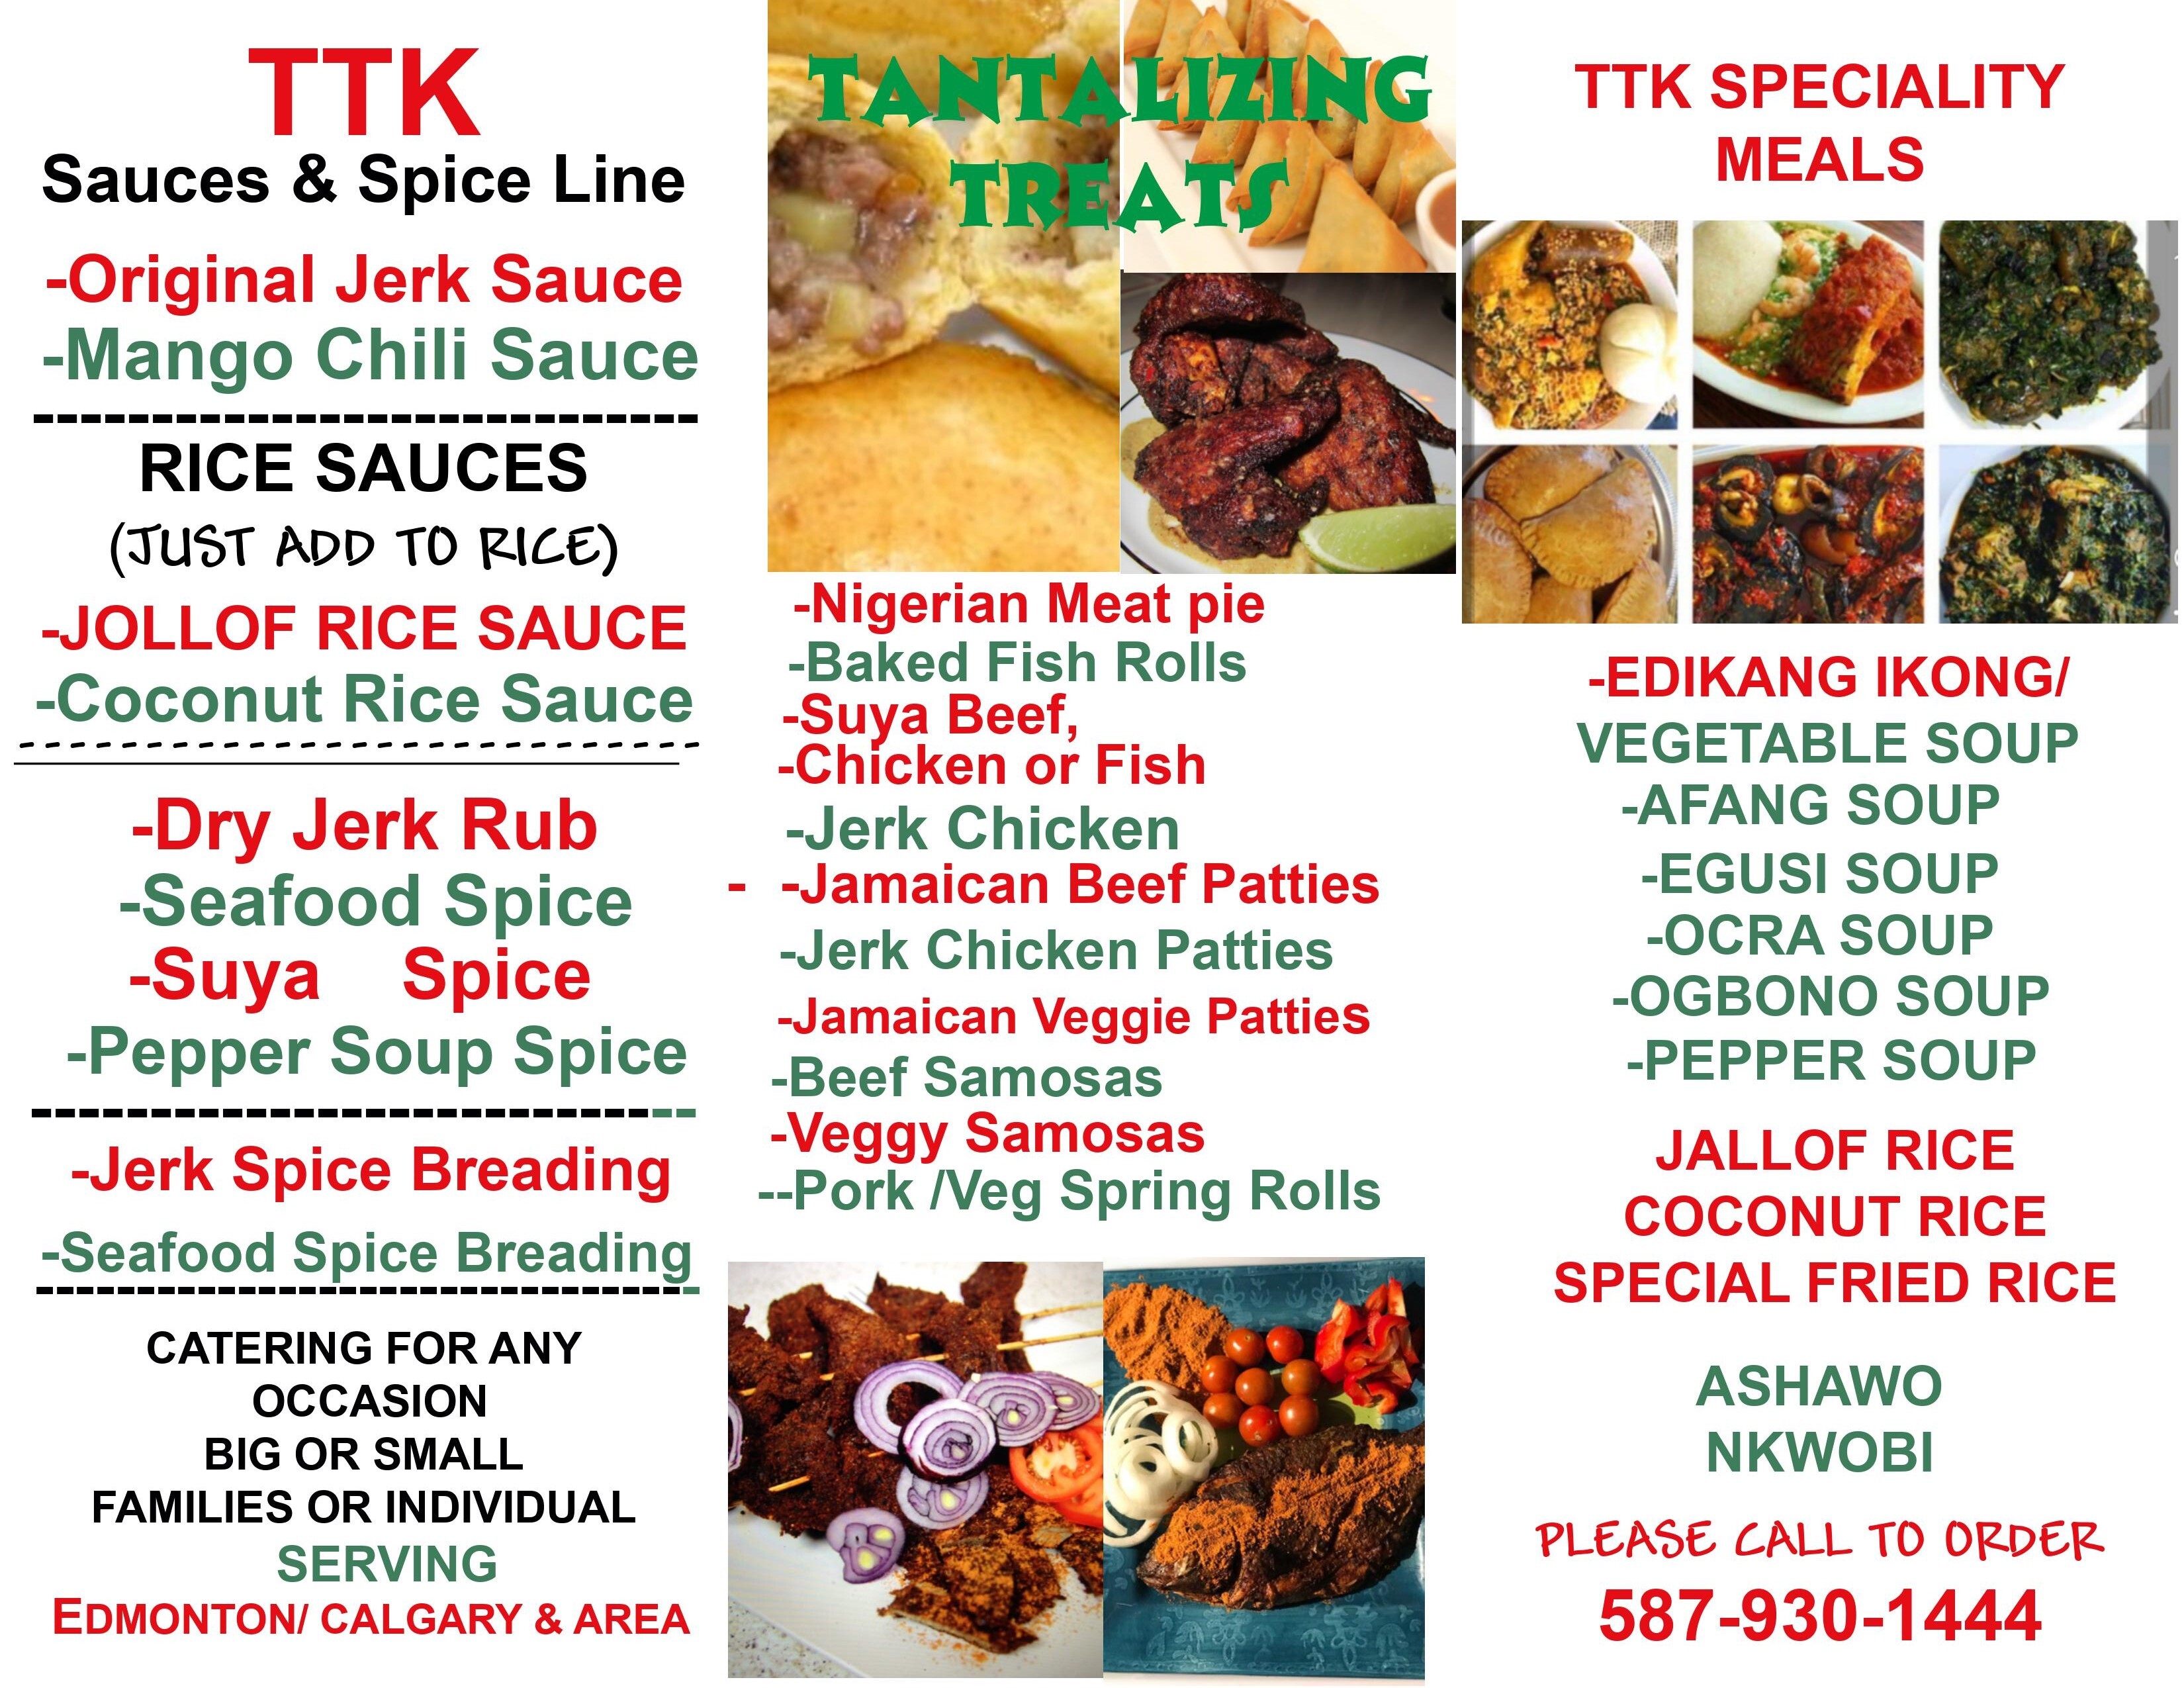 TTK
Sauces & Spice Line
-Original Jerk Sauce
-Mango Chili Sauce
----------------------------
RICE SAUCES
(JUST ADD TO RICE)
-JOLLOF RICE SAUCE
-Coconut Rice Sauce
-Dry Jerk Rub
-Seafood Spice
-Suya Spice
-Pepper Soup Spice
----------------------------
-Jerk Spice Breading
-Seafood Spice Breading
CATERING FOR ANY
OCCASION
BIG OR SMALL
FAMILIES OR INDIVIDUAL
SERVING
EDMONTON/ CALGARY & AREA
TANTALIZING
TREATS
-Nigerian Meat pie
-Baked Fish Rolls
-Suya Beef,
-Chicken or Fish
-Jerk Chicken
- -Jamaican Beef Patties
-Jerk Chicken Patties
-Jamaican Veggie Patties
-Beef Samosas
-Veggy Samosas
--Pork /Veg Spring Rolls
TTK SPECIALITY
MEALS
-EDIKANG IKONG/
VEGETABLE SOUP
-AFANG SOUP
-EGUSI SOUP
-OCRA SOUP
-OGBONO SOUP
-PEPPER SOUP
JALLOF RICE
COCONUT RICE
SPECIAL FRIED RICE
ASHAWO
NKWOBI
PLEASE CALL TO ORDER
587-930-1444